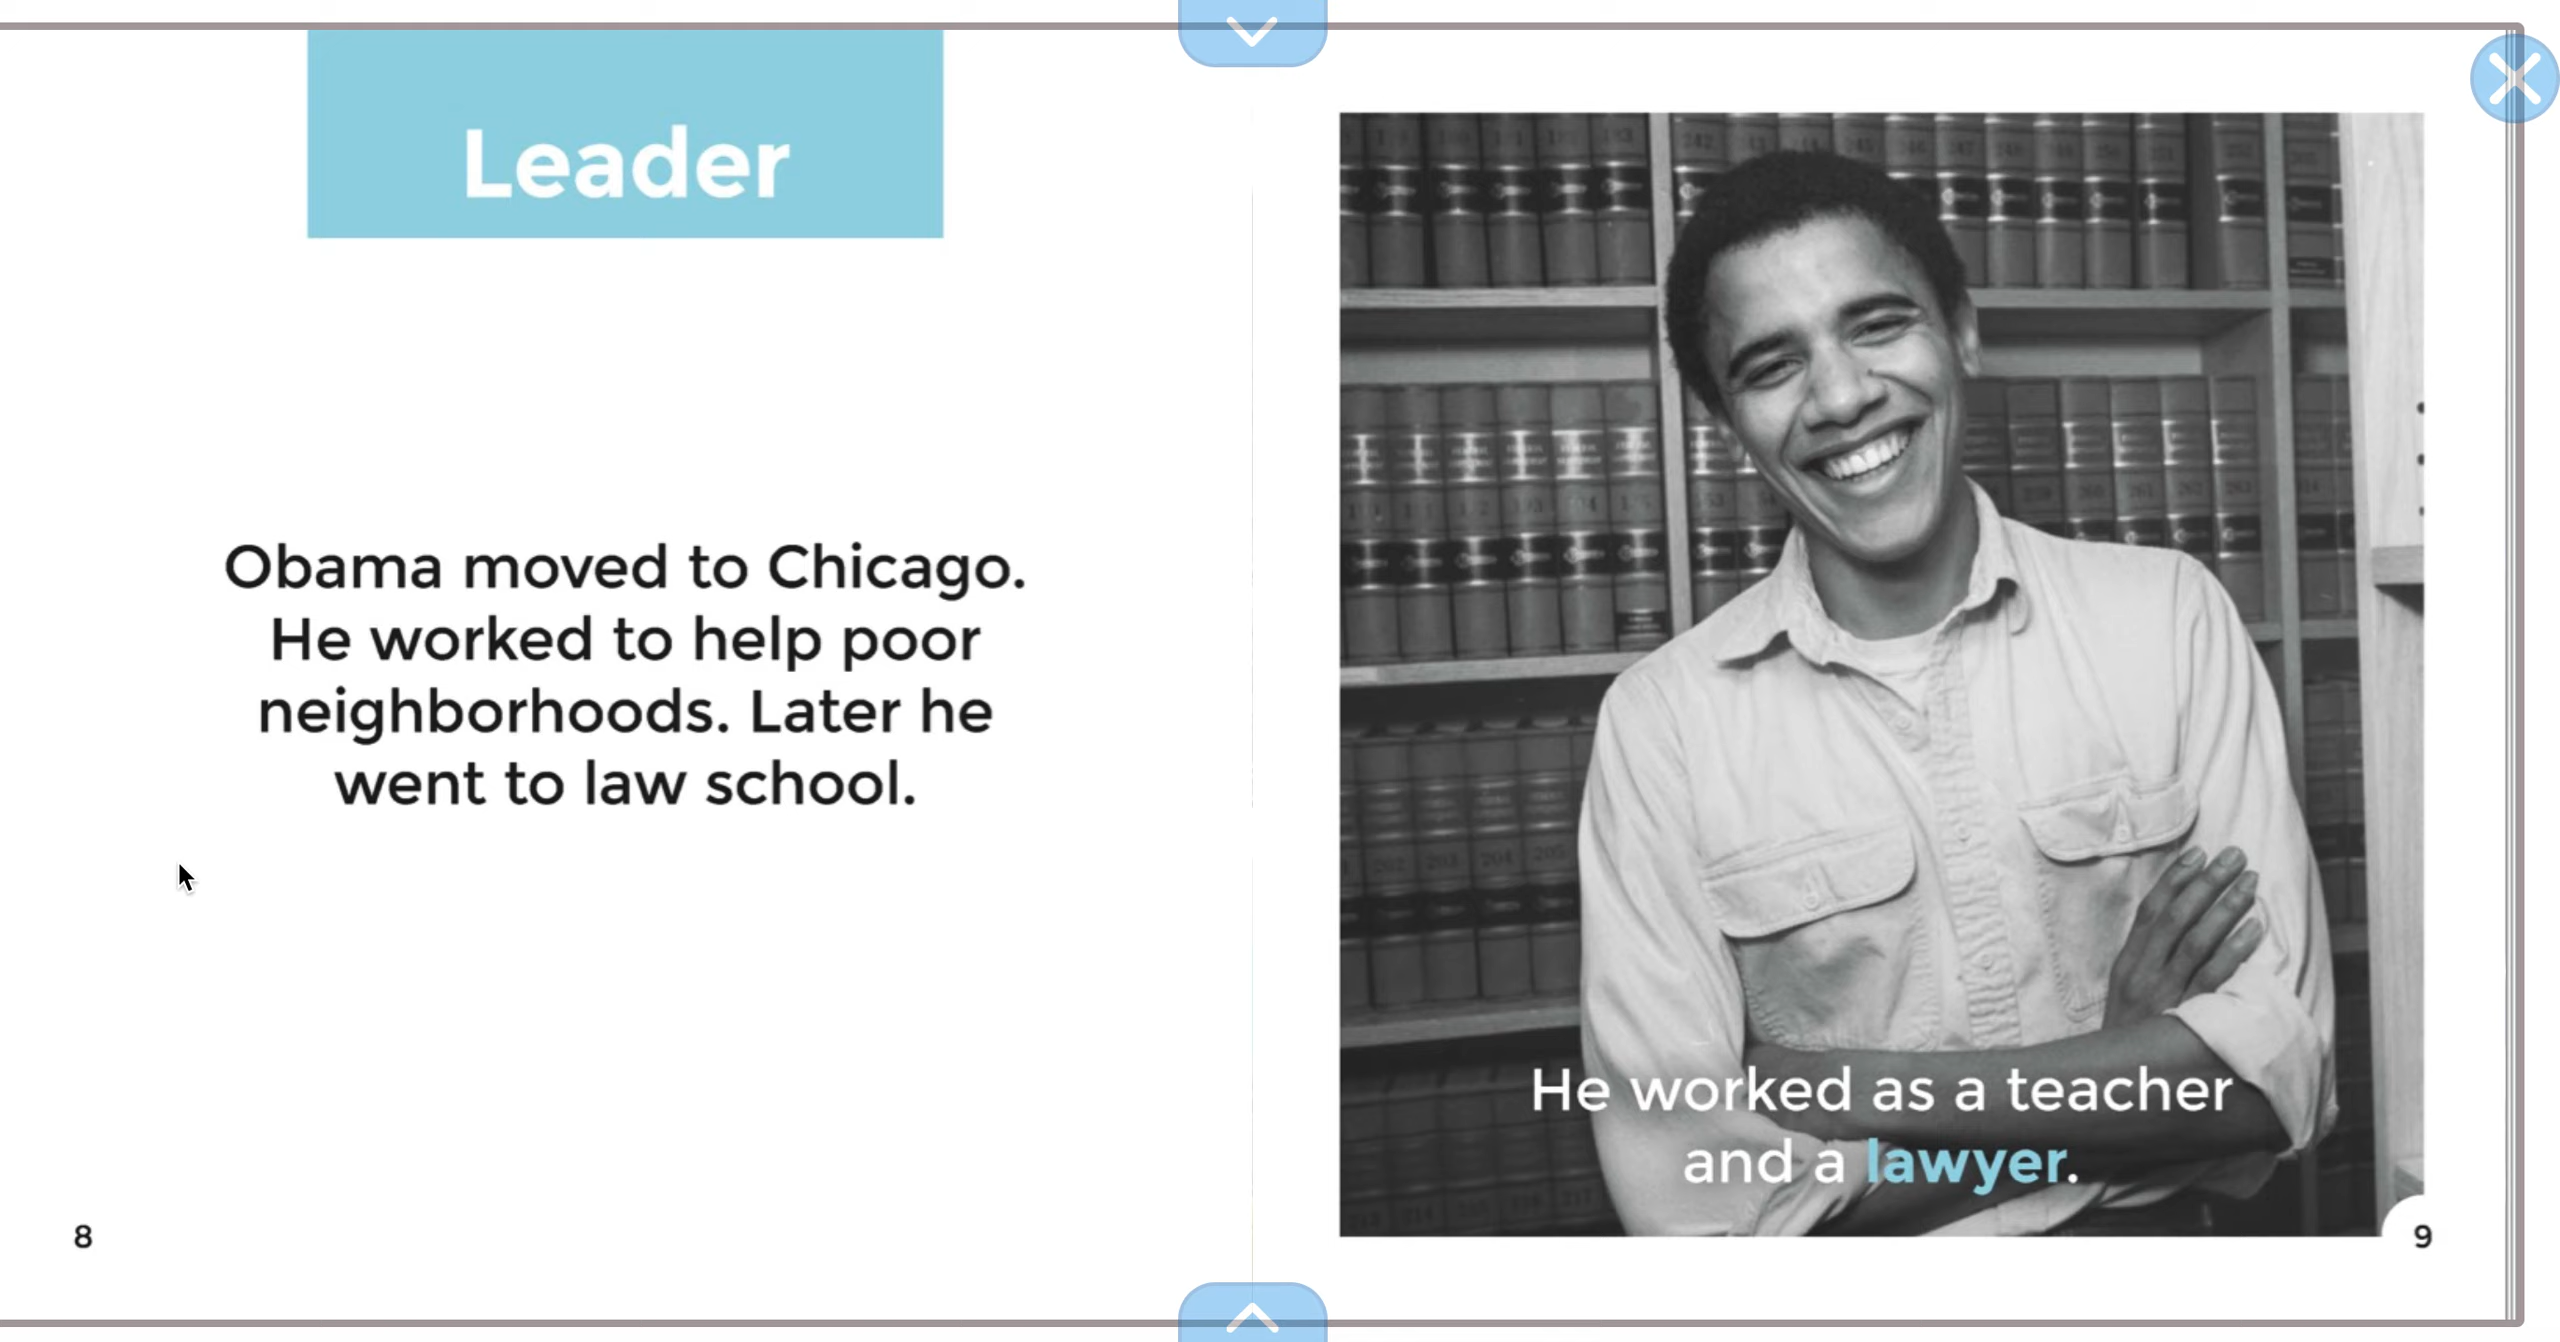 Leader
Obama moved to Chicago.
He worked to help poor
neighborhoods. Later he
went to law school.
8
He worked as a teacher
and a lawyer.
9